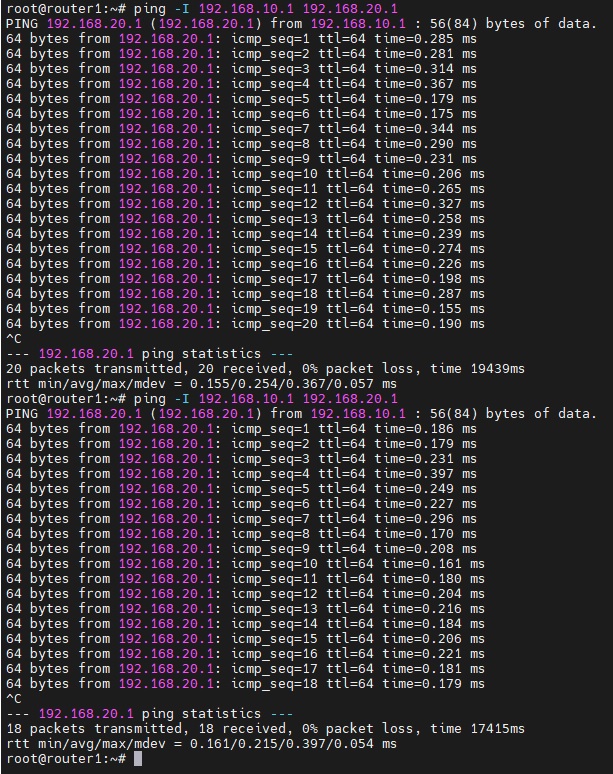 root@router1:~# ping -I 192.168.10.1 192.168.20.1
PING 192.168.20.1 (192.168.20.1) from 192.168.10.1 : 56(84) bytes of data.
64 bytes from 192.168.20.1: icmp_seq=1 ttl=64 time=0.285 ms
64 bytes from 192.168.20.1: icmp_seq=2 ttl=64 time=0.281 ms
64 bytes from 192.168.20.1: icmp_seq=3 ttl=64 time=0.314 ms
64 bytes from 192.168.20.1: icmp_seq=4 ttl=64 time=0.367 ms
64 bytes from 192.168.20.1: icmp_seq=5 ttl=64 time=0.179 ms
64 bytes from 192.168.20.1: icmp_seq=6 ttl=64 time=0.175 ms
64 bytes from 192.168.20.1: icmp_seq=7 ttl=64 time=0.344 ms
64 bytes from 192.168.20.1: icmp_seq=8 ttl=64 time=0.290 ms
64 bytes from 192.168.20.1: icmp_seq=9 ttl=64 time=0.231 ms
64 bytes from 192.168.20.1: icmp_seq=10 ttl=64 time=0.206 ms
64 bytes from 192.168.20.1: icmp_seq=11 ttl=64 time=0.265 ms
64 bytes from 192.168.20.1: icmp_seq=12 ttl=64 time=0.327 ms
64 bytes from 192.168.20.1: icmp_seq=13 ttl=64 time=0.258 ms
64 bytes from 192.168.20.1: icmp_seq=14 ttl=64 time=0.239 ms
64 bytes from 192.168.20.1: icmp_seq=15 ttl=64 time=0.274 ms
64 bytes from 192.168.20.1: icmp_seq=16 ttl=64 time=0.226 ms
64 bytes from 192.168.20.1: icmp_seq=17 ttl=64 time=0.198 ms
64 bytes from 192.168.20.1: icmp_seq=18 ttl=64 time=0.287 ms
64 bytes from 192.168.20.1: icmp_seq=19 ttl=64 time=0.155 ms
64 bytes from 192.168.20.1: icmp_seq=20 ttl=64 time=0.190 ms
^C
--- 192.168.20.1 ping statistics ---
20 packets transmitted, 20 received, 0% packet loss, time 19439ms
rtt min/avg/max/mdev = 0.155/0.254/0.367/0.057 ms
root@router1:~# ping -I 192.168.10.1 192.168.20.1
PING 192.168.20.1 (192.168.20.1) from 192.168.10.1 : 56(84) bytes of data.
64 bytes from 192.168.20.1: icmp_seq=1 ttl=64 time=0.186 ms
64 bytes from 192.168.20.1: icmp_seq=2 ttl=64 time=0.179 ms
64 bytes from 192.168.20.1: icmp_seq=3 ttl=64 time=0.231 ms
64 bytes from 192.168.20.1: icmp_seq=4 ttl=64 time=0.397 ms
64 bytes from 192.168.20.1: icmp_seq=5 ttl=64 time=0.249 ms
64 bytes from 192.168.20.1: icmp_seq=6 ttl=64 time=0.227 ms
64 bytes from 192.168.20.1: icmp_seq=7 ttl=64 time=0.296 ms
64 bytes from 192.168.20.1: icmp_seq=8 ttl=64 time=0.170 ms
64 bytes from 192.168.20.1: icmp_seq=9 ttl=64 time=0.208 ms
64 bytes from 192.168.20.1: icmp_seq=10 ttl=64 time=0.161 ms
64 bytes from 192.168.20.1: icmp_seq=11 ttl=64 time=0.180 ms
64 bytes from 192.168.20.1: icmp_seq=12 ttl=64 time=0.204 ms
64 bytes from 192.168.20.1: icmp_seq=13 ttl=64 time=0.216 ms
64 bytes from 192.168.20.1: icmp_seq=14 ttl=64 time=0.184 ms
64 bytes from 192.168.20.1: icmp_seq=15 ttl=64 time=0.206 ms
64 bytes from 192.168.20.1: icmp_seq=16 ttl=64 time=0.221 ms
64 bytes from 192.168.20.1: icmp_seq=17 ttl=64 time=0.181 ms
64 bytes from 192.168.20.1: icmp_seq=18 ttl=64 time=0.179 ms
^C
--- 192.168.20.1 ping statistics ---
18 packets transmitted, 18 received, 0% packet loss, time 17415ms
rtt min/avg/max/mdev = 0.161/0.215/0.397/0.054 ms
root@router1:~#